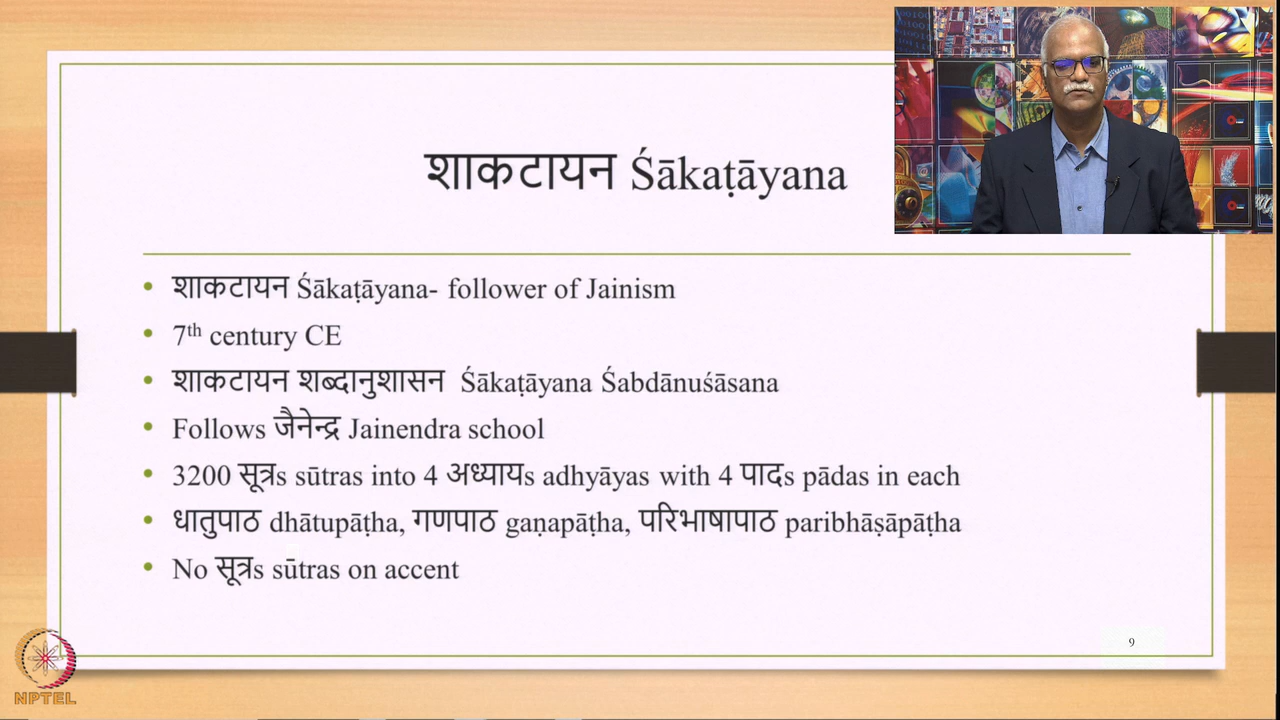 शाकटायन Śākaṭāyana
• शाकटायन Śākaṭāyana- follower of Jainism
• 7th century CE
• शाकटायन शब्दानुशासन Śākaṭāyana Śabdānuśāsana
• Follows जैनेन्द्र Jainendra school
• 3200 सूत्रs sūtras into 4 अध्यायs adhyāyas with 4 पादs pādas in each
• धातुपाठ dhātupāṭha, गणपाठ gaṇapāṭha, परिभाषापाठ paribhāṣāpāṭha
• No सूत्रs sūtras on accent
9
NPTEL